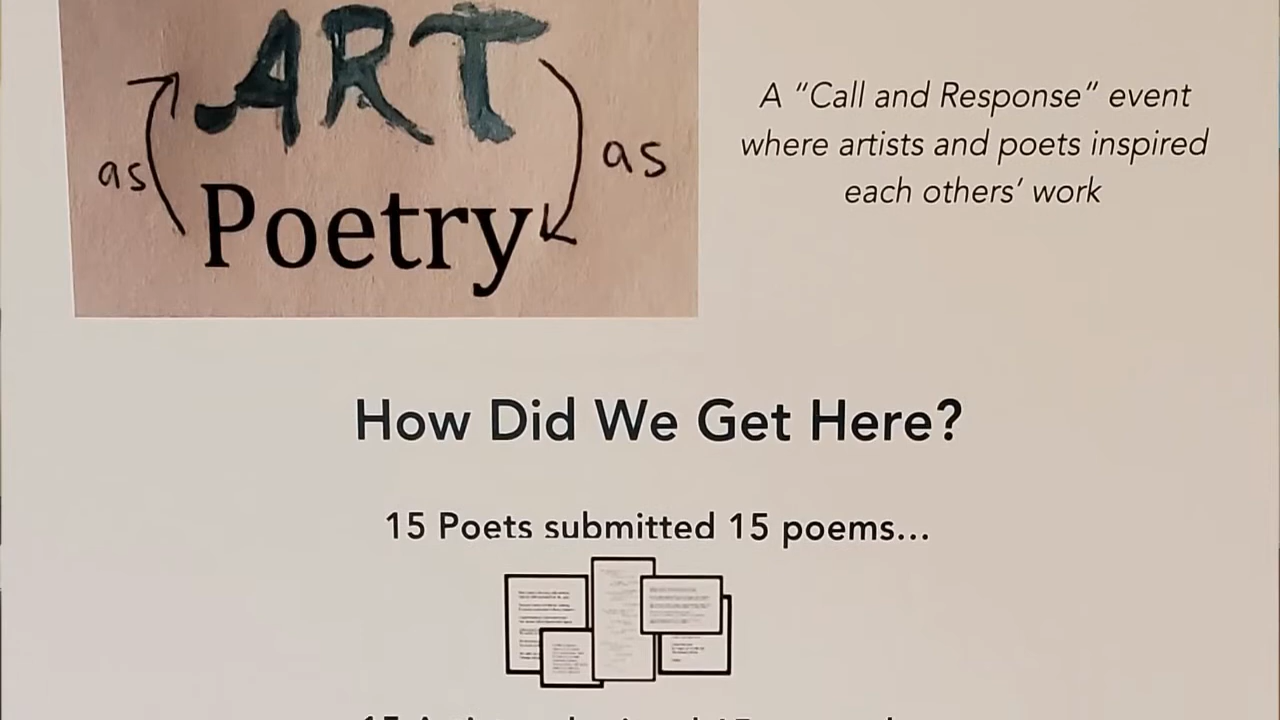 ART
as
as
Poetry
A “Call and Response” event
where artists and poets inspired
each others’ work
How Did We Get Here?
15 Poets submitted 15 poems...